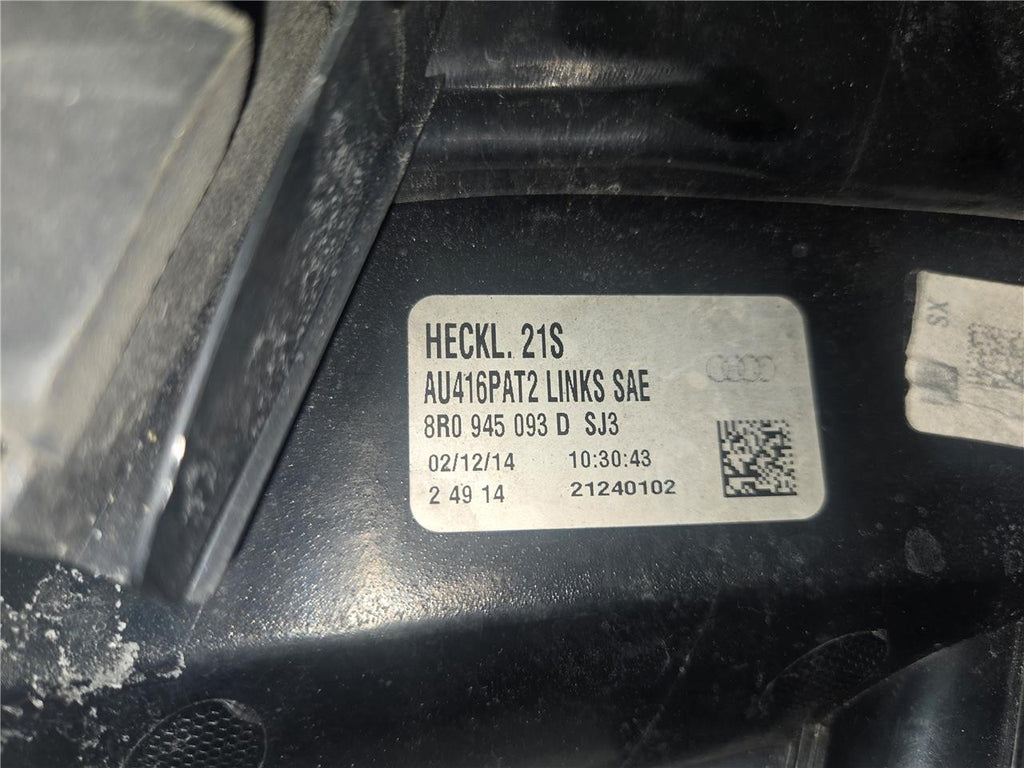 HECKL. 21S
AU416PAT2 LINKS SAE
8R0 945 093 D SJ3
02/12/14 10:30:43
2 49 14 21240102
SX